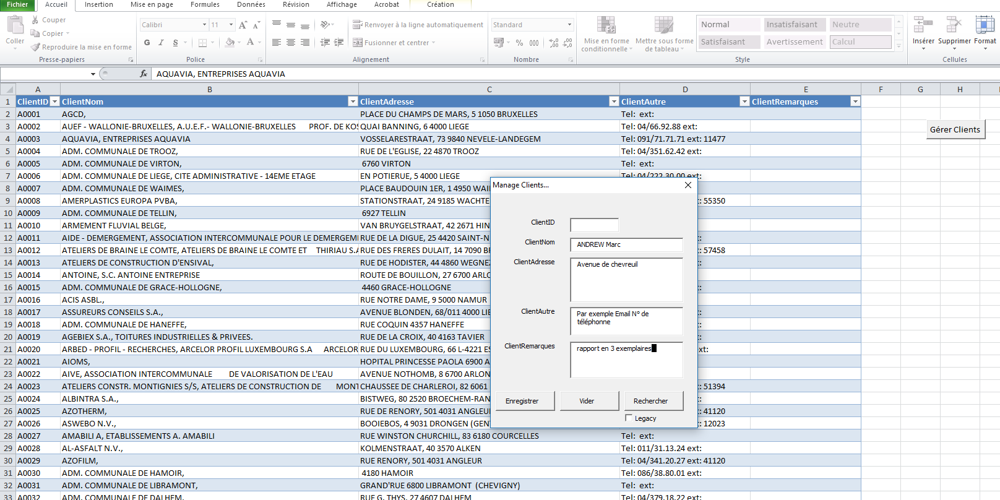 Fichier Accueil Insertion Mise en page Formules Données Révision Affichage Acrobat Création
Coller
Couper
Copier
Reproduire la mise en forme
Presse-papiers
Calibri 11
G I S
A A
A
Police
Renvoyer à la ligne automatiquement
Fusionner et centrer
Alignement
Standard
% 000
Nombre
Mise en forme conditionnelle
Mettre sous forme de tableau
Normal Insatisfaisant Neutre
Satisfaisant Avertissement Calcul
Style
Insérer Supprimer Format
Cellules
fx AQUAVIA, ENTREPRISES AQUAVIA
A B C D E F G H
1 ClientID ClientNom ClientAdresse ClientAutre ClientRemarques
2 A0001 AGCD, PLACE DU CHAMPS DE MARS, 5 1050 BRUXELLES Tel: ext:
3 A0002 AUEF - WALLONIE-BRUXELLES, A.U.E.F.- WALLONIE-BRUXELLES PROF. DE KOS QUAI BANNING, 6 4000 LIEGE Tel: 04/66.92.88 ext:
4 A0003 AQUAVIA, ENTREPRISES AQUAVIA VOSSELARESTRAAT, 73 9840 NEVELE-LANDEGEM Tel: 091/71.71.71 ext: 11477
5 A0004 ADM. COMMUNALE DE TROOZ, RUE DE L'EGLISE, 22 4870 TROOZ Tel: 04/351.62.42 ext:
6 A0005 ADM. COMMUNALE DE VIRTON, 6760 VIRTON Tel: ext:
7 A0006 ADM. COMMUNALE DE LIEGE, CITE ADMINISTRATIVE - 14EME ETAGE EN POTIERUE, 5 4000 LIEGE Tel: 04/222.30.00 ext:
8 A0007 ADM. COMMUNALE DE WAIMES, PLACE BAUDOUIN 1ER, 1 4950 WAI
9 A0008 AMERPLASTICS EUROPA PVBA, STATIONSTRAAT, 24 9185 WACHTE : 55350
10 A0009 ADM. COMMUNALE DE TELLIN, 6927 TELLIN
11 A0010 ARMEMENT FLUVIAL BELGE, VAN BRUYGELSTRAAT, 42 2671 HIN
12 A0011 AIDE - DEMERGEMENT, ASSOCIATION INTERCOMMUNALE POUR LE DEMERGEM RUE DE LA DIGUE, 25 4420 SAINT-N :
13 A0012 ATELIERS DE BRAINE LE COMTE, ATELIERS DE BRAINE LE COMTE ET THIRIAU S.A RUE DES FRERES DULAIT, 14 7090 B : 57458
14 A0013 ATELIERS DE CONSTRUCTION D'ENSIVAL, RUE DE HODISTER, 44 4860 WEGNEZ :
15 A0014 ANTOINE, S.C. ANTOINE ENTREPRISE ROUTE DE BOUILLON, 27 6700 ARLO
16 A0015 ADM. COMMUNALE DE GRACE-HOLLOGNE, 4460 GRACE-HOLLOGNE :
17 A0016 ACIS ASBL., RUE NOTRE DAME, 9 5000 NAMUR :
18 A0017 ASSUREURS CONSEILS S.A., AVENUE BLONDEN, 68/011 4000 LIE :
19 A0018 ADM. COMMUNALE DE HANEFFE, RUE COQUIN 4357 HANEFFE :
20 A0019 AGEBIEX S.A., TOITURES INDUSTRIELLES & PRIVEES. RUE DE LA CROIX, 40 4163 TAVIER :
21 A0020 ARBED - PROFIL - RECHERCHES, ARCELOR PROFIL LUXEMBOURG S.A ARCELOR RUE DU LUXEMBOURG, 66 L-4221 ES xt:
22 A0021 AIOMS, HOPITAL PRINCESSE PAOLA 6900 A
23 A0022 AIVE, ASSOCIATION INTERCOMMUNALE DE VALORISATION DE L'EAU AVENUE NOTHOMB, 8 6700 ARLON
24 A0023 ATELIERS CONSTR. MONTIGNIES S/S, ATELIERS DE CONSTRUCTION DE MONT CHAUSSEE DE CHARLEROI, 82 6061 : 51394
25 A0024 ALBINTRA S.A., BISTWEG, 80 2520 BROECHEM-RAN :
26 A0025 AZOTHERM, RUE DE RENORY, 501 4031 ANGLEUR : 41120
27 A0026 ASWEBO N.V., BOOIEBOS, 4 9031 DRONGEN (GEN : 12023
28 A0027 AMABILI A, ETABLISSEMENTS A. AMABILI RUE WINSTON CHURCHILL, 83 6180 COURCELLES Tel: ext:
29 A0028 AL-ASFALT N.V., KOLMENSTRAAT, 40 3570 ALKEN Tel: 011/31.13.24 ext:
30 A0029 AZOFILM, RUE RENORY, 501 4031 ANGLEUR Tel: 04/341.20.27 ext: 41120
31 A0030 ADM. COMMUNALE DE HAMOIR, 4180 HAMOIR Tel: 086/38.80.01 ext:
32 A0031 ADM. COMMUNALE DE LIBRAMONT, GRAND'RUE 6800 LIBRAMONT (CHEVIGNY) Tel: ext:
33 A0032 ADM. COMMUNALE DE DALHEM, RUE G. THYS, 27 4607 DALHEM Tel: 04/379.18.22 ext:
Gérer Clients
Manage Clients...
ClientID
ClientNom ANDREW Marc
ClientAdresse Avenue de chevreuil
ClientAutre Par exemple Email N° de
téléphonne
ClientRemarques rapport en 3 exemplaires
Enregistrer Vider Rechercher
Legacy